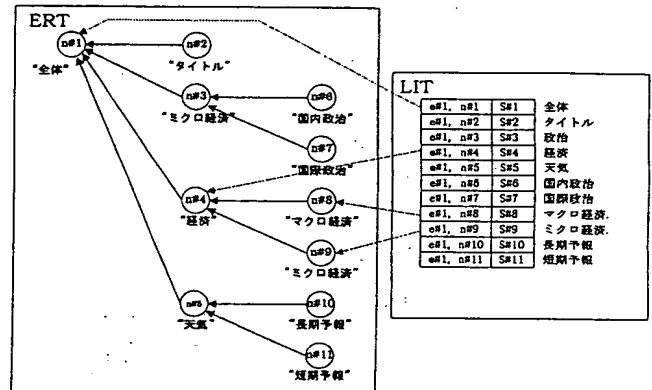 ERT
n#1
"全体"
n#2
"タイトル"
n#3
"ミクロ経済"
n#6
"国内政治"
n#7
"国際政治"
n#4
"経済"
n#8
"マクロ経済"
n#9
"ミクロ経済"
n#5
"天気"
n#10
"長期予報"
n#11
"短期予報"
LIT
e#1, n#1 S#1 全体
e#1, n#2 S#2 タイトル
e#1, n#3 S#3 政治
e#1, n#4 S#4 経済
e#1, n#5 S#5 天気
e#1, n#6 S#6 国内政治
e#1, n#7 S#7 国際政治
e#1, n#8 S#8 マクロ経済.
e#1, n#9 S#9 ミクロ経済.
e#1, n#10 S#10 長期予報
e#1, n#11 S#11 短期予報